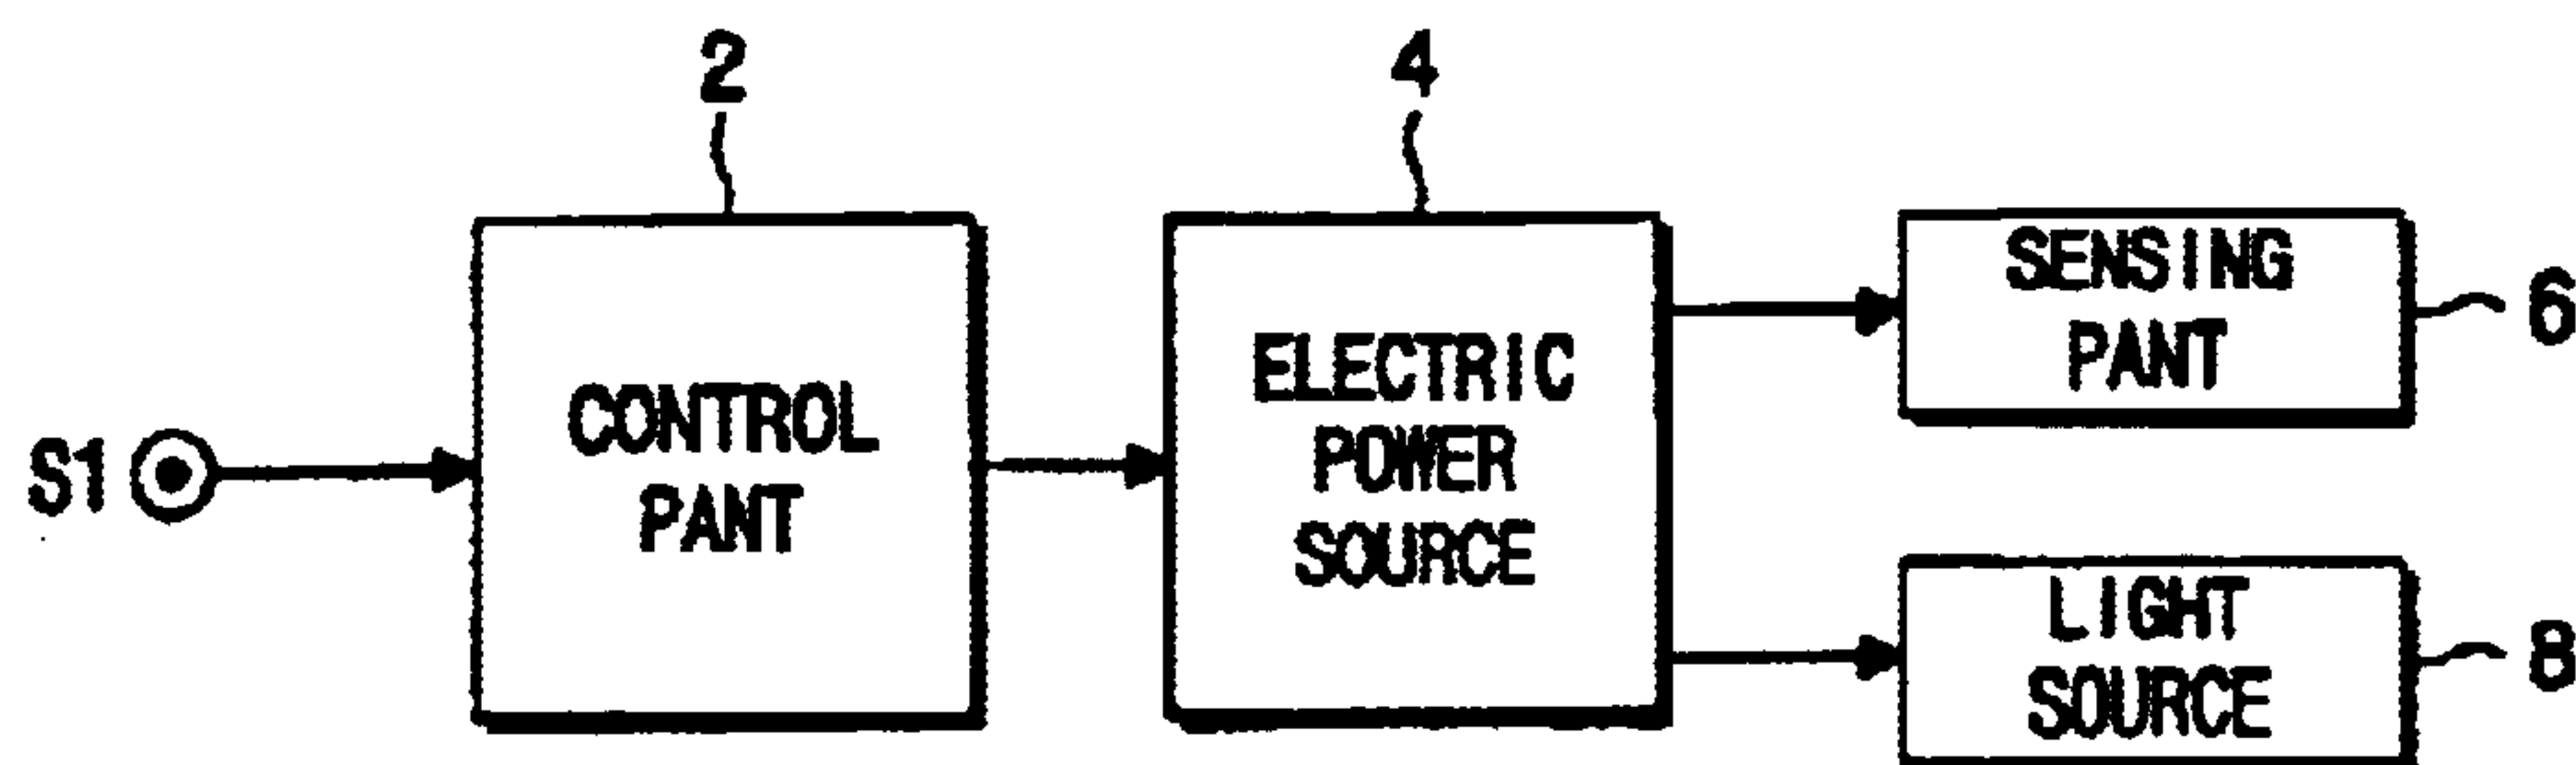 2
4
SENSING
PANT
6
ELECTRIC
POWER
SOURCE
CONTROL
PANT
S1
LIGHT
SOURCE
8